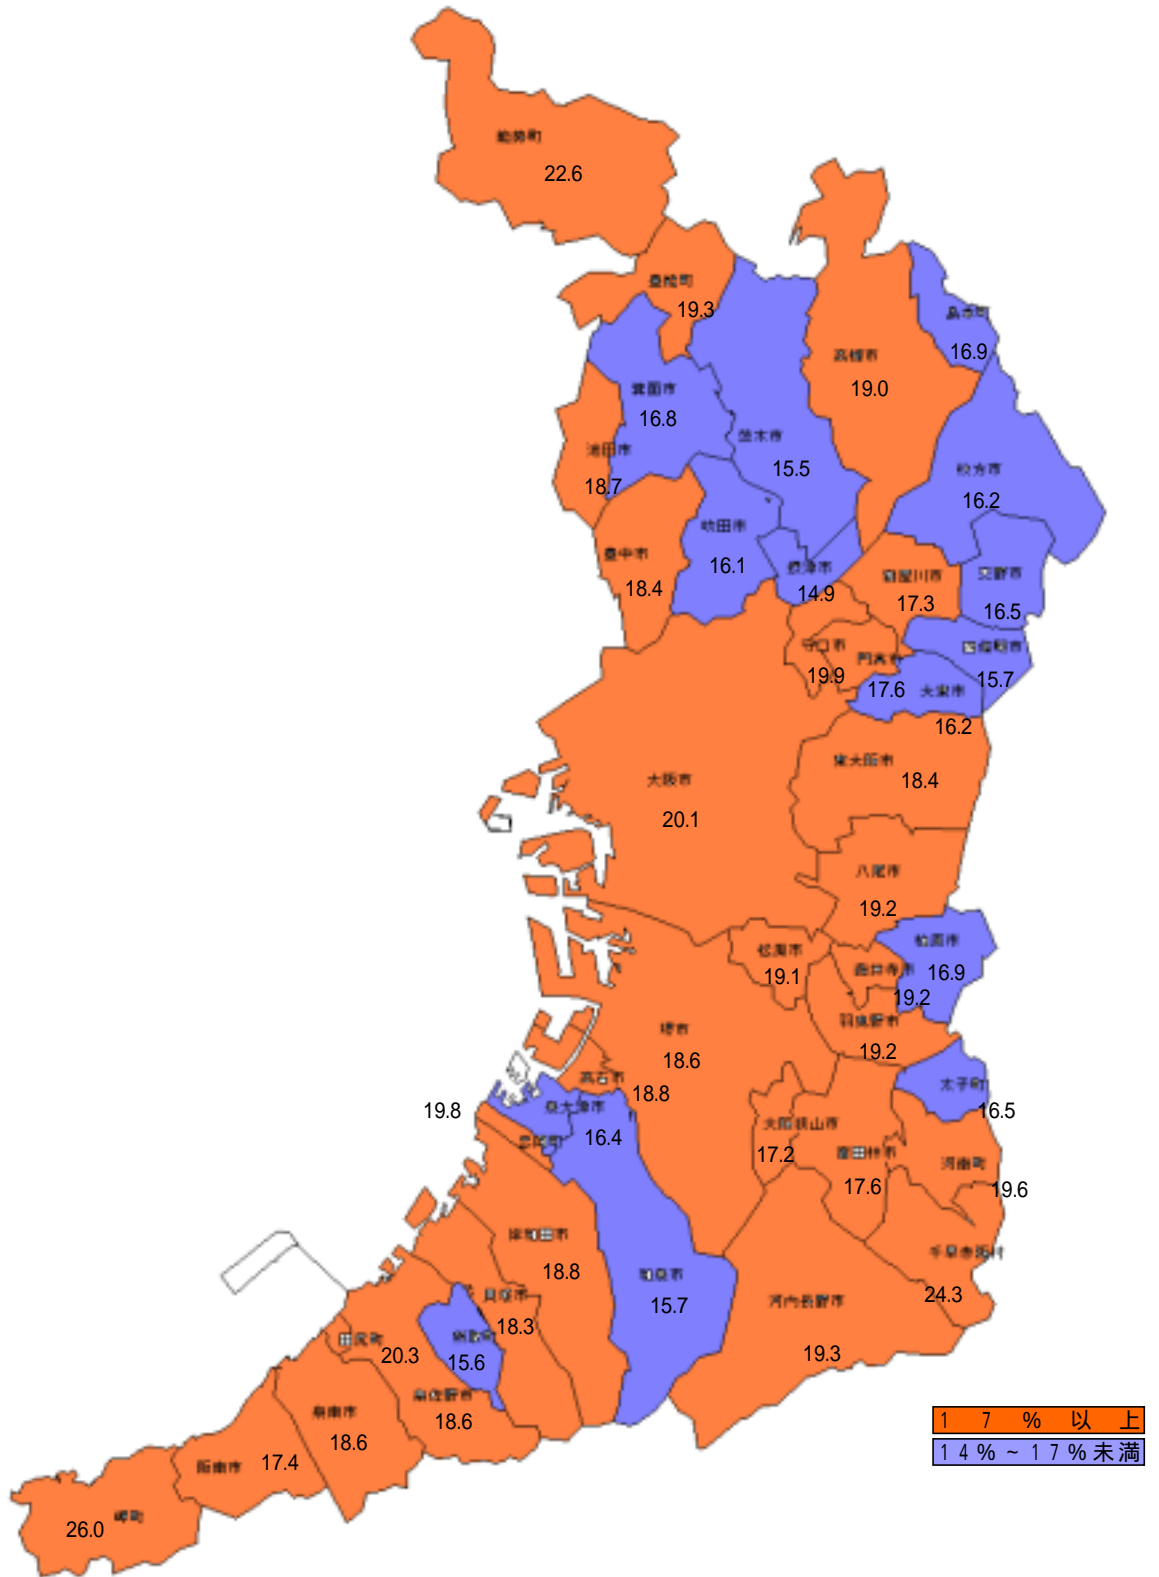 能勢町
22.6
豊能町
19.3
島本町
16.9
高槻市
19.0
箕面市
16.8
茨木市
15.5
池田市
18.7
枚方市
16.2
吹田市
16.1
豊中市
18.4
摂津市
14.9
寝屋川市
17.3
交野市
16.5
守口市
19.9
門真市
17.6
四條畷市
15.7
大東市
16.2
東大阪市
18.4
大阪市
20.1
八尾市
19.2
柏原市
16.9
松原市
19.1
藤井寺市
19.2
羽曳野市
19.2
堺市
18.6
高石市
18.8
太子町
16.5
泉大津市
16.4
19.8
忠岡町
大阪狭山市
17.2
富田林市
17.6
河南町
19.6
岸和田市
18.8
千早赤阪村
24.3
和泉市
15.7
河内長野市
19.3
貝塚市
18.3
熊取町
15.6
田尻町
20.3
泉佐野市
18.6
泉南市
18.6
阪南市
17.4
岬町
26.0
17%以上
14%~17%未満